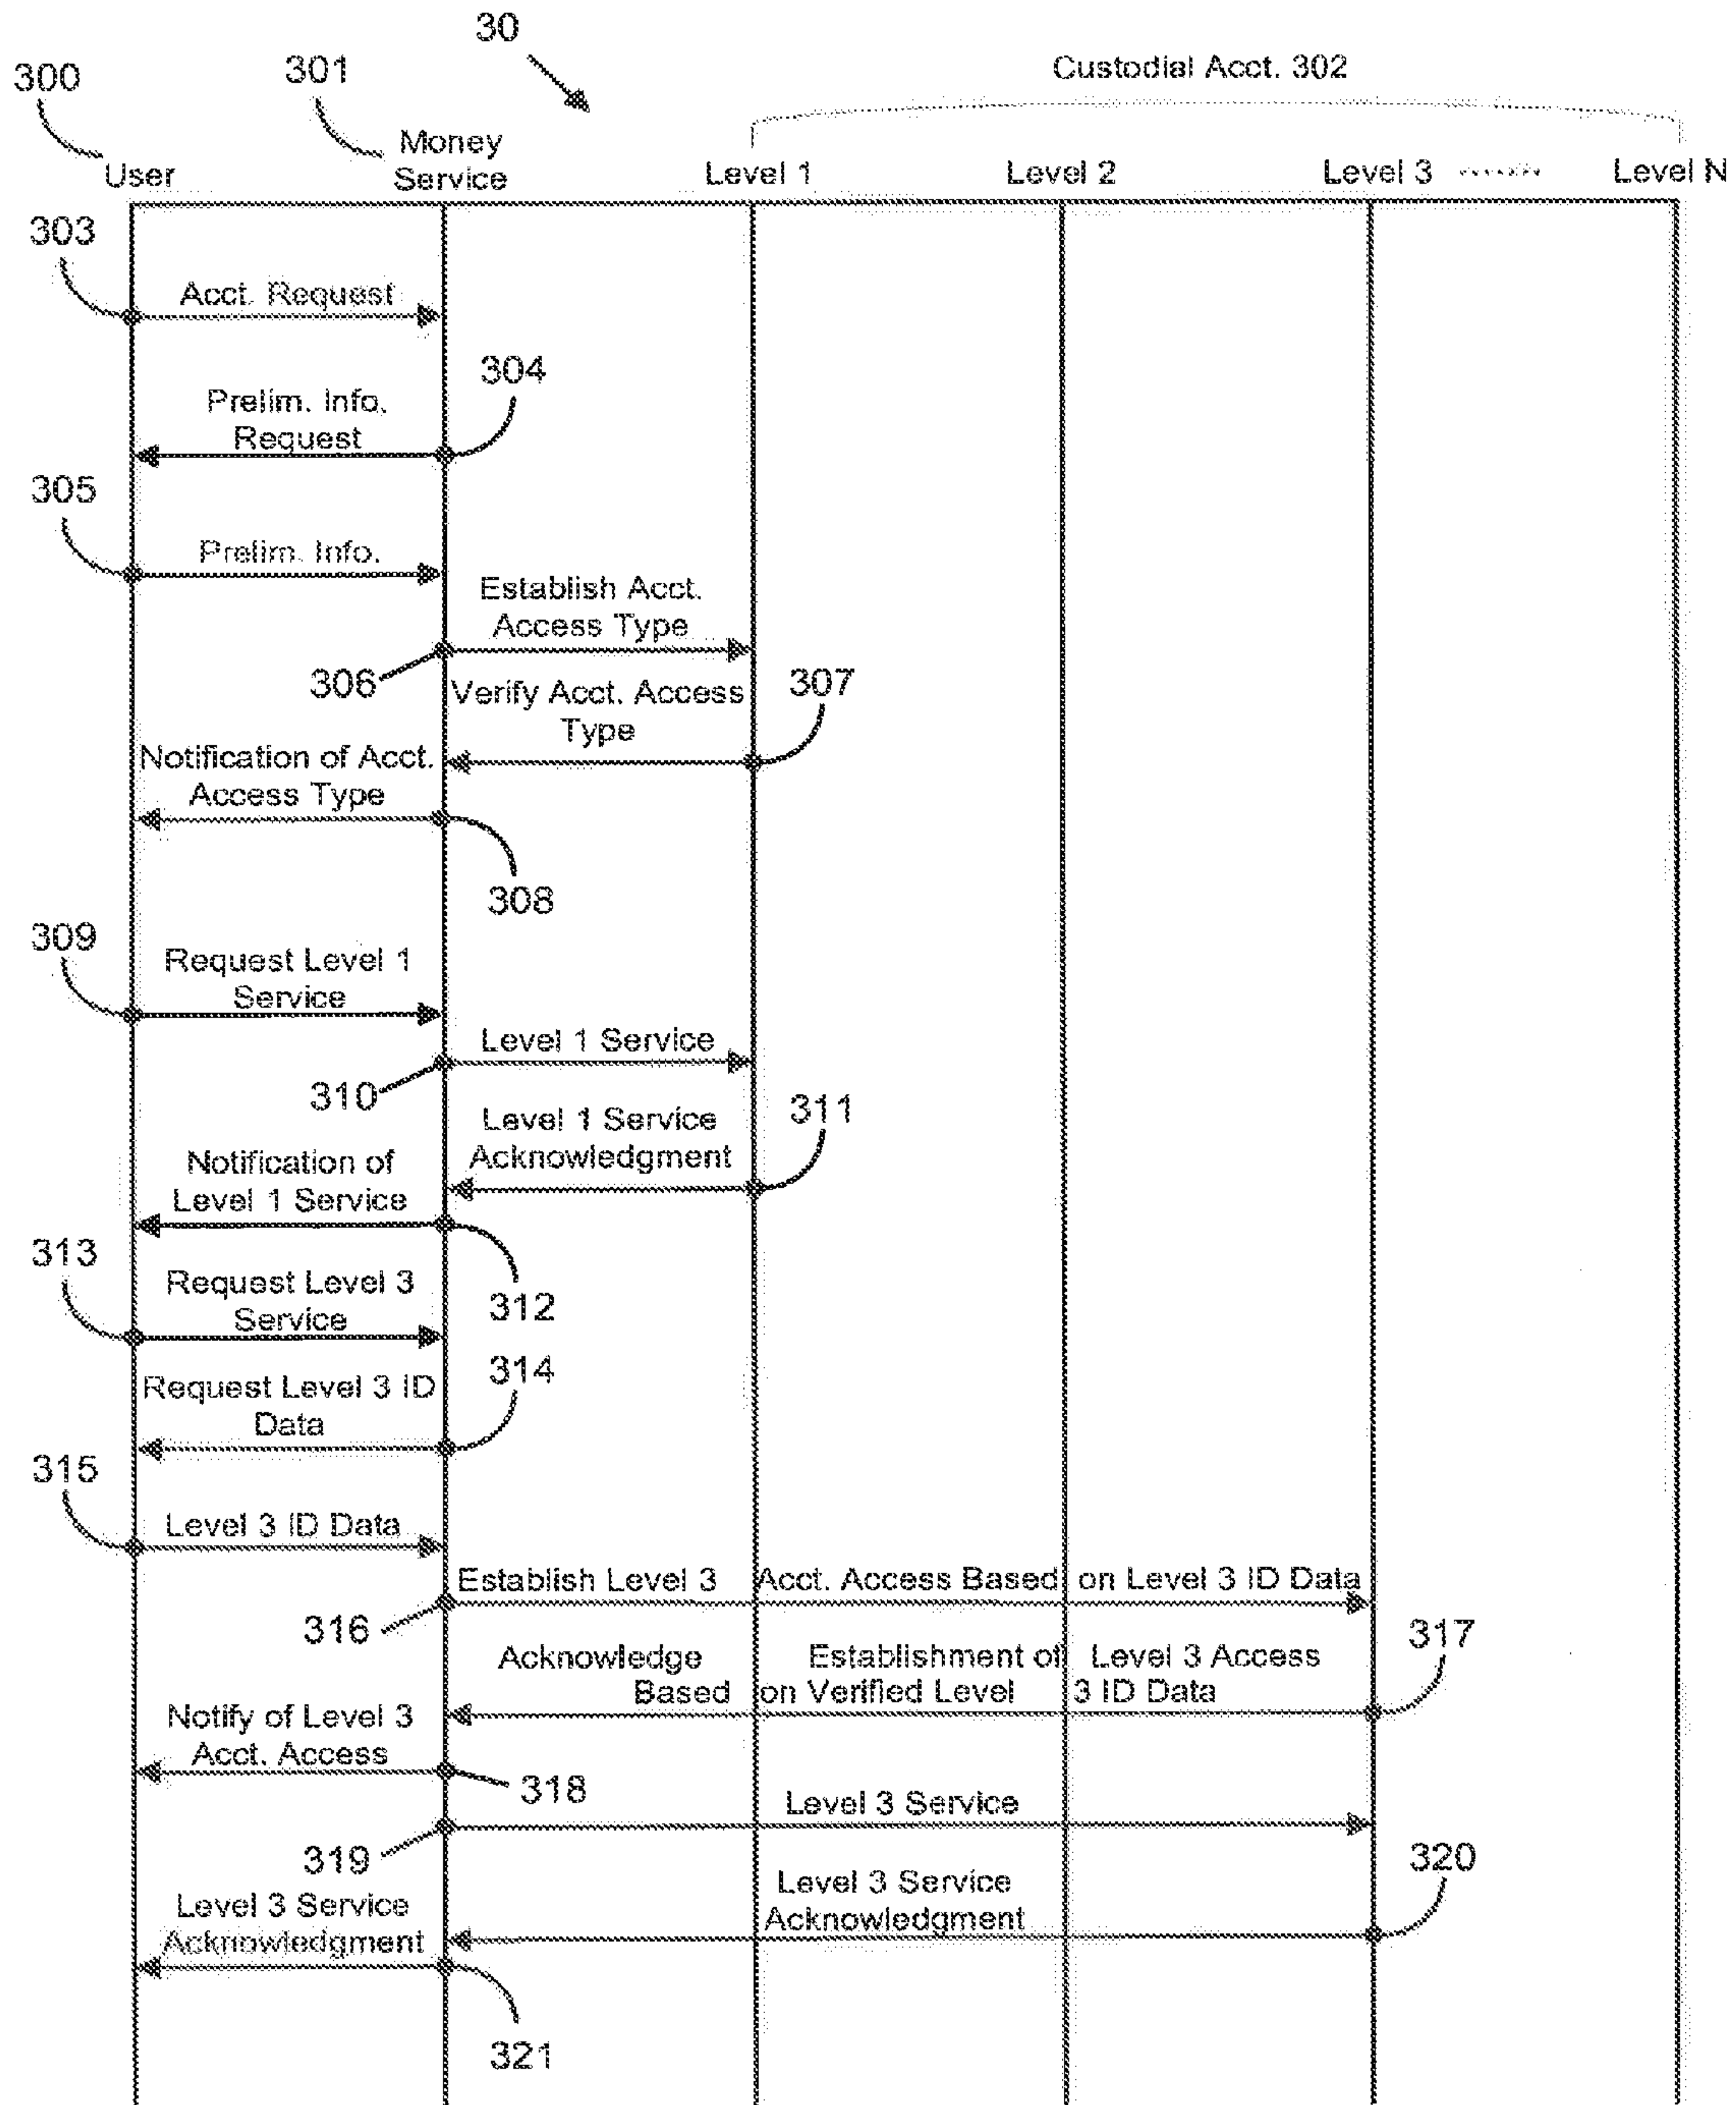 30
300
301
Custodial Acct. 302
User
Money
Service
Level 1
Level 2
Level 3
Level N
303
Acct. Request
304
Prelim. Info.
Request
305
Prelim. Info.
Establish Acct.
Access Type
306
307
Verify Acct. Access
Type
Notification of Acct.
Access Type
308
309
Request Level 1
Service
Level 1 Service
310
311
Level 1 Service
Acknowledgment
Notification of
Level 1 Service
312
313
Request Level 3
Service
314
Request Level 3 ID
Data
315
Level 3 ID Data
Establish Level 3 Acct. Access Based on Level 3 ID Data
316
317
Acknowledge Establishment of Level 3 Access
Based on Verified Level 3 ID Data
Notify of Level 3
Acct. Access
318
Level 3 Service
319
320
Level 3 Service
Acknowledgment
Level 3 Service
Acknowledgment
321